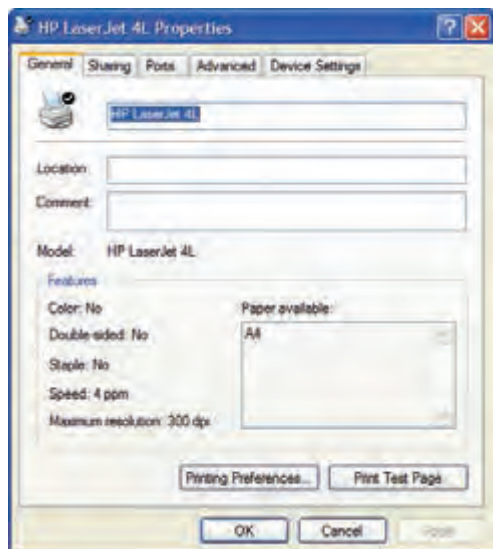 HP LaserJet 4L Properties
General Sharing Ports Advanced Device Settings
HP LaserJet 4L
Location:
Comment:
Model: HP LaserJet 4L
Features
Color: No
Paper available:
Double-sided: No
A4
Staple: No
Speed: 4 ppm
Maximum resolution: 300 dpi
Printing Preferences... Print Test Page
OK Cancel Apply